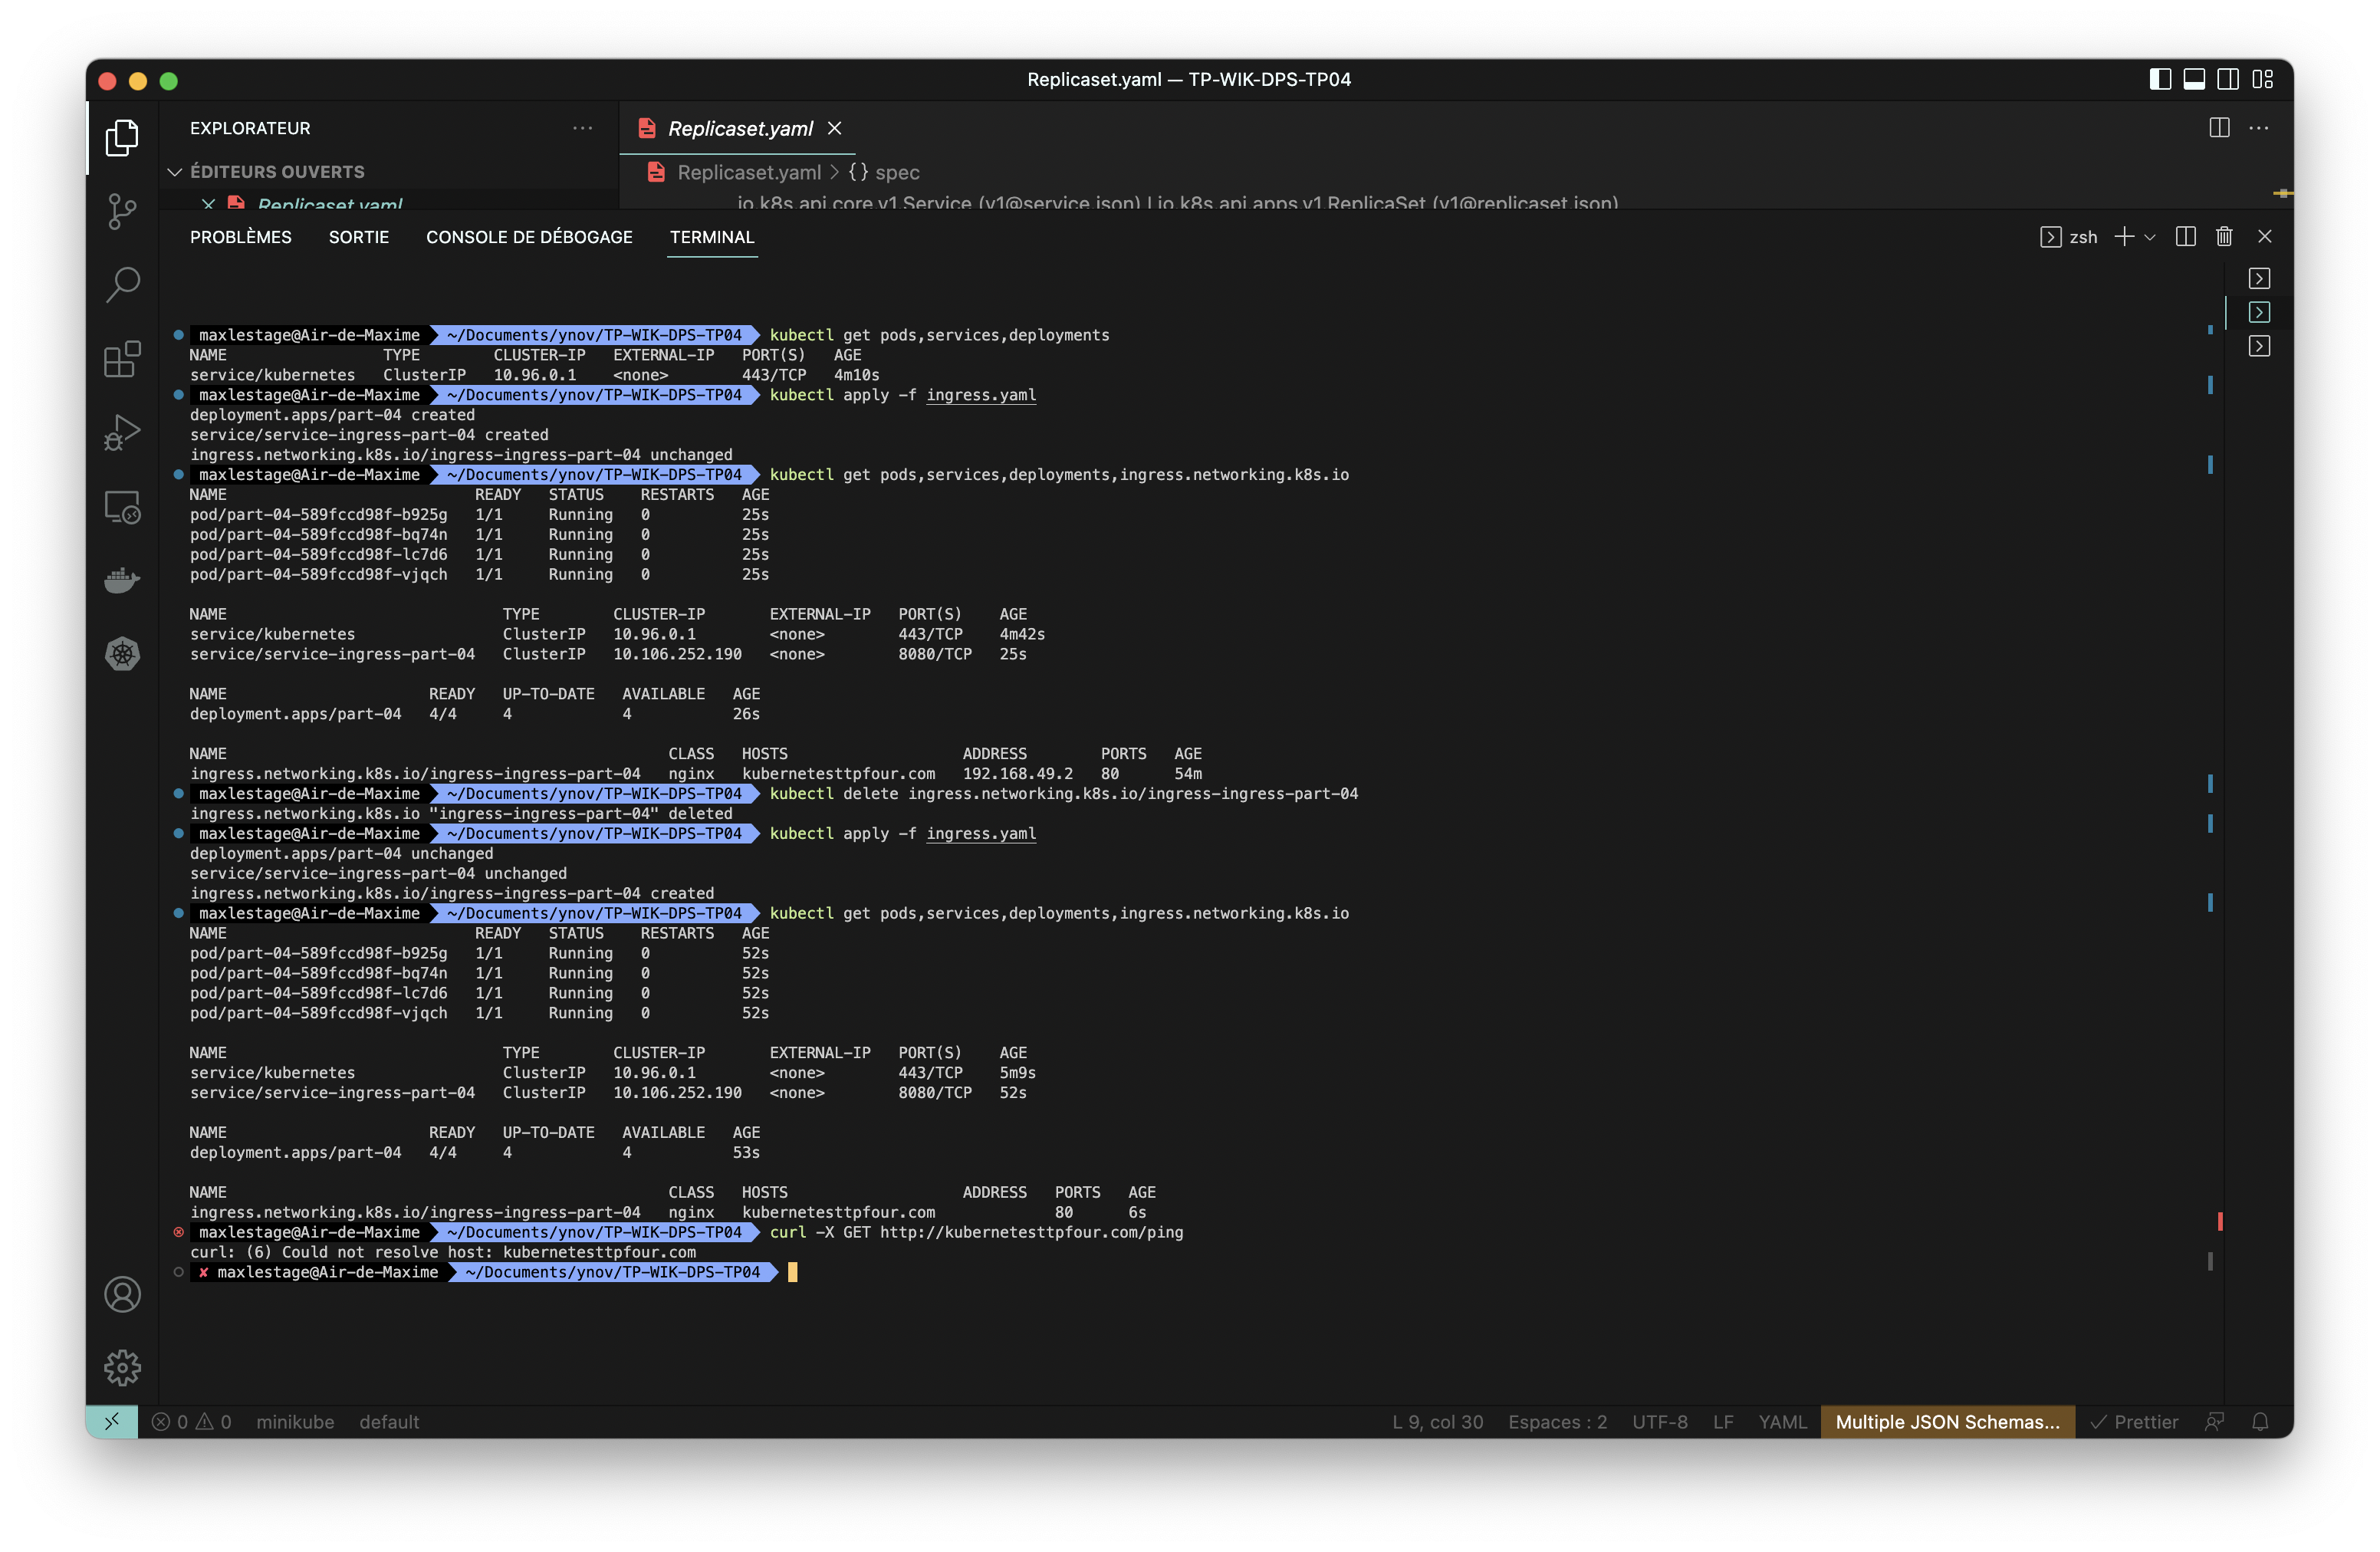 Replicaset.yaml — TP-WIK-DPS-TP04
EXPLORATEUR
ÉDITEURS OUVERTS
Replicaset.yaml
Replicaset.yaml
Replicaset.yaml > {} spec
io.k8s.api.core.v1.Service (v1@service.json) | io.k8s.api.apps.v1.ReplicaSet (v1@replicaset.json)
PROBLÈMES SORTIE CONSOLE DE DÉBOGAGE TERMINAL zsh
maxlestage@Air-de-Maxime ~/Documents/ynov/TP-WIK-DPS-TP04 kubectl get pods,services,deployments
NAME TYPE CLUSTER-IP EXTERNAL-IP PORT(S) AGE
service/kubernetes ClusterIP 10.96.0.1 <none> 443/TCP 4m10s
maxlestage@Air-de-Maxime ~/Documents/ynov/TP-WIK-DPS-TP04 kubectl apply -f ingress.yaml
deployment.apps/part-04 created
service/service-ingress-part-04 created
ingress.networking.k8s.io/ingress-ingress-part-04 unchanged
maxlestage@Air-de-Maxime ~/Documents/ynov/TP-WIK-DPS-TP04 kubectl get pods,services,deployments,ingress.networking.k8s.io
NAME READY STATUS RESTARTS AGE
pod/part-04-589fccd98f-b925g 1/1 Running 0 25s
pod/part-04-589fccd98f-bq74n 1/1 Running 0 25s
pod/part-04-589fccd98f-lc7d6 1/1 Running 0 25s
pod/part-04-589fccd98f-vjqch 1/1 Running 0 25s
NAME TYPE CLUSTER-IP EXTERNAL-IP PORT(S) AGE
service/kubernetes ClusterIP 10.96.0.1 <none> 443/TCP 4m42s
service/service-ingress-part-04 ClusterIP 10.106.252.190 <none> 8080/TCP 25s
NAME READY UP-TO-DATE AVAILABLE AGE
deployment.apps/part-04 4/4 4 4 26s
NAME CLASS HOSTS ADDRESS PORTS AGE
ingress.networking.k8s.io/ingress-ingress-part-04 nginx kubernetesttpfour.com 192.168.49.2 80 54m
maxlestage@Air-de-Maxime ~/Documents/ynov/TP-WIK-DPS-TP04 kubectl delete ingress.networking.k8s.io/ingress-ingress-part-04
ingress.networking.k8s.io "ingress-ingress-part-04" deleted
maxlestage@Air-de-Maxime ~/Documents/ynov/TP-WIK-DPS-TP04 kubectl apply -f ingress.yaml
deployment.apps/part-04 unchanged
service/service-ingress-part-04 unchanged
ingress.networking.k8s.io/ingress-ingress-part-04 created
maxlestage@Air-de-Maxime ~/Documents/ynov/TP-WIK-DPS-TP04 kubectl get pods,services,deployments,ingress.networking.k8s.io
NAME READY STATUS RESTARTS AGE
pod/part-04-589fccd98f-b925g 1/1 Running 0 52s
pod/part-04-589fccd98f-bq74n 1/1 Running 0 52s
pod/part-04-589fccd98f-lc7d6 1/1 Running 0 52s
pod/part-04-589fccd98f-vjqch 1/1 Running 0 52s
NAME TYPE CLUSTER-IP EXTERNAL-IP PORT(S) AGE
service/kubernetes ClusterIP 10.96.0.1 <none> 443/TCP 5m9s
service/service-ingress-part-04 ClusterIP 10.106.252.190 <none> 8080/TCP 52s
NAME READY UP-TO-DATE AVAILABLE AGE
deployment.apps/part-04 4/4 4 4 53s
NAME CLASS HOSTS ADDRESS PORTS AGE
ingress.networking.k8s.io/ingress-ingress-part-04 nginx kubernetesttpfour.com 80 6s
maxlestage@Air-de-Maxime ~/Documents/ynov/TP-WIK-DPS-TP04 curl -X GET http://kubernetesttpfour.com/ping
curl: (6) Could not resolve host: kubernetesttpfour.com
✘ maxlestage@Air-de-Maxime ~/Documents/ynov/TP-WIK-DPS-TP04
0 0 minikube default L 9, col 30 Espaces : 2 UTF-8 LF YAML Multiple JSON Schemas... Prettier